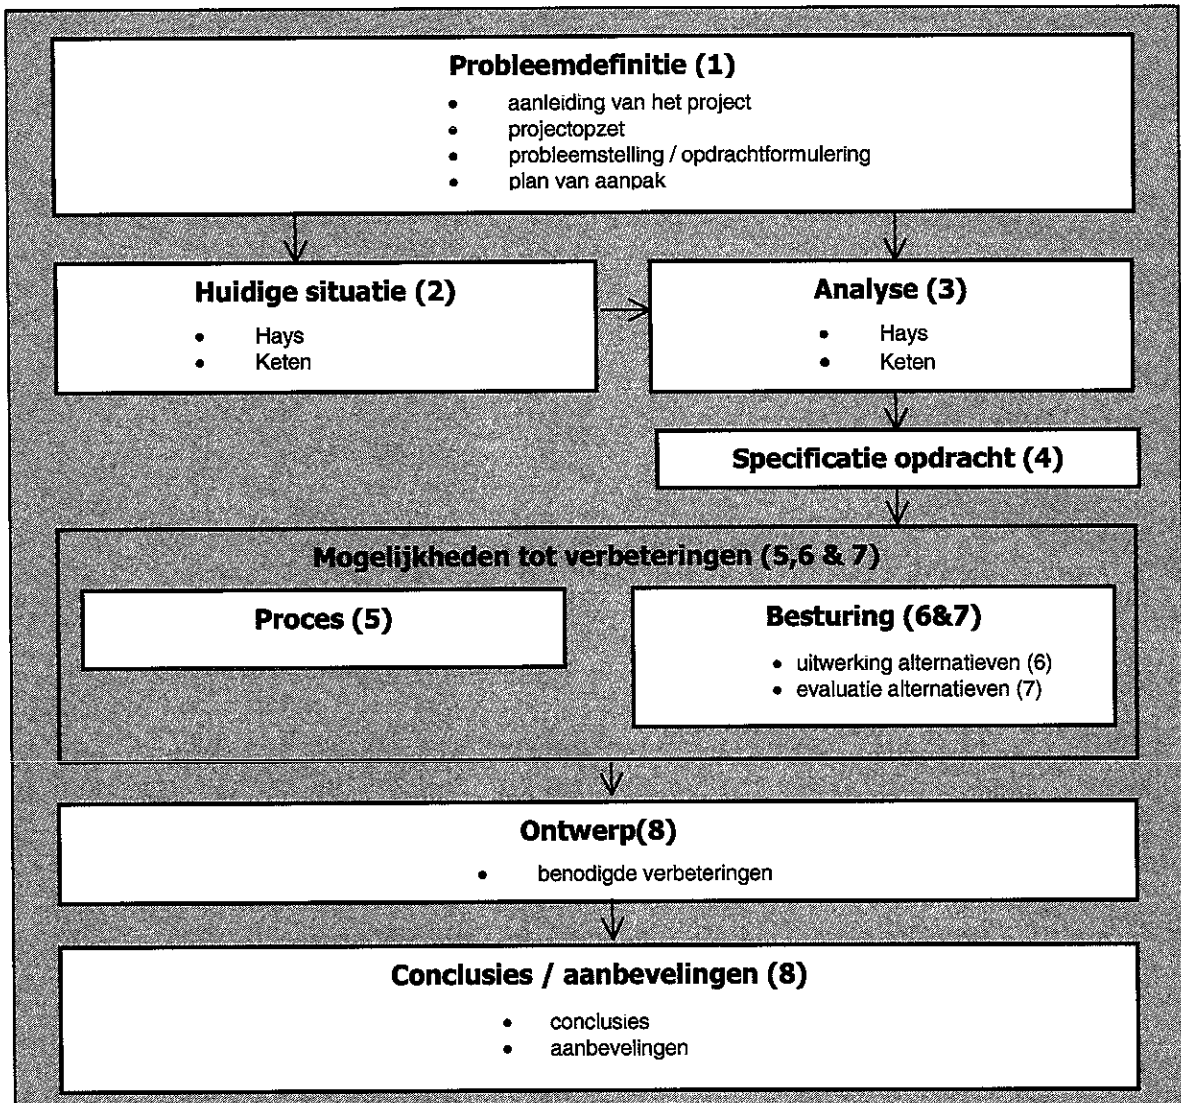 Probleemdefinitie (1)
• aanleiding van het project
• projectopzet
• probleemstelling / opdrachtformulering
• plan van aanpak
Huidige situatie (2)
• Hays
• Keten
Analyse (3)
• Hays
• Keten
Specificatie opdracht (4)
Mogelijkheden tot verbeteringen (5,6 & 7)
Proces (5)
Besturing (6&7)
• uitwerking alternatieven (6)
• evaluatie alternatieven (7)
Ontwerp(8)
• benodigde verbeteringen
Conclusies / aanbevelingen (8)
• conclusies
• aanbevelingen